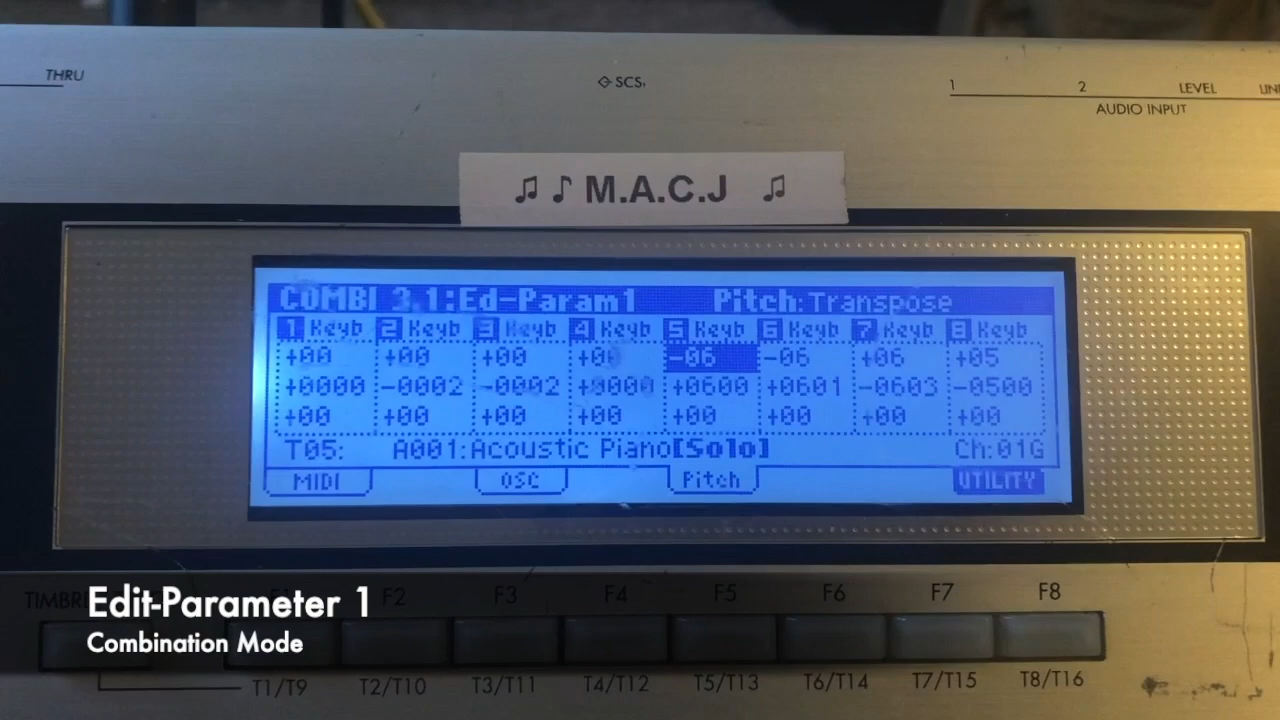 THRU
SCSI
1 2 LEVEL
AUDIO INPUT
♫ ♪ M.A.C.J ♫
COMBI 3.1:Ed-Param1 Pitch:Transpose
1 Keyb 2 Keyb 3 Keyb 4 Keyb 5 Keyb 6 Keyb 7 Keyb 8 Keyb
+00 +00 +00 +00 -06 -06 +06 +05
+0000 -0002 -0002 +0000 +0600 +0601 -0603 -0500
+00 +00 +00 +00 +00 +00 +00 +00
T05: A001:Acoustic Piano[Solo] Ch:01G
MIDI OSC Pitch UTILITY
F2 F3 F4 F5 F6 F7 F8
Edit-Parameter 1
Combination Mode
T1/T9 T2/T10 T3/T11 T4/T12 T5/T13 T6/T14 T7/T15 T8/T16